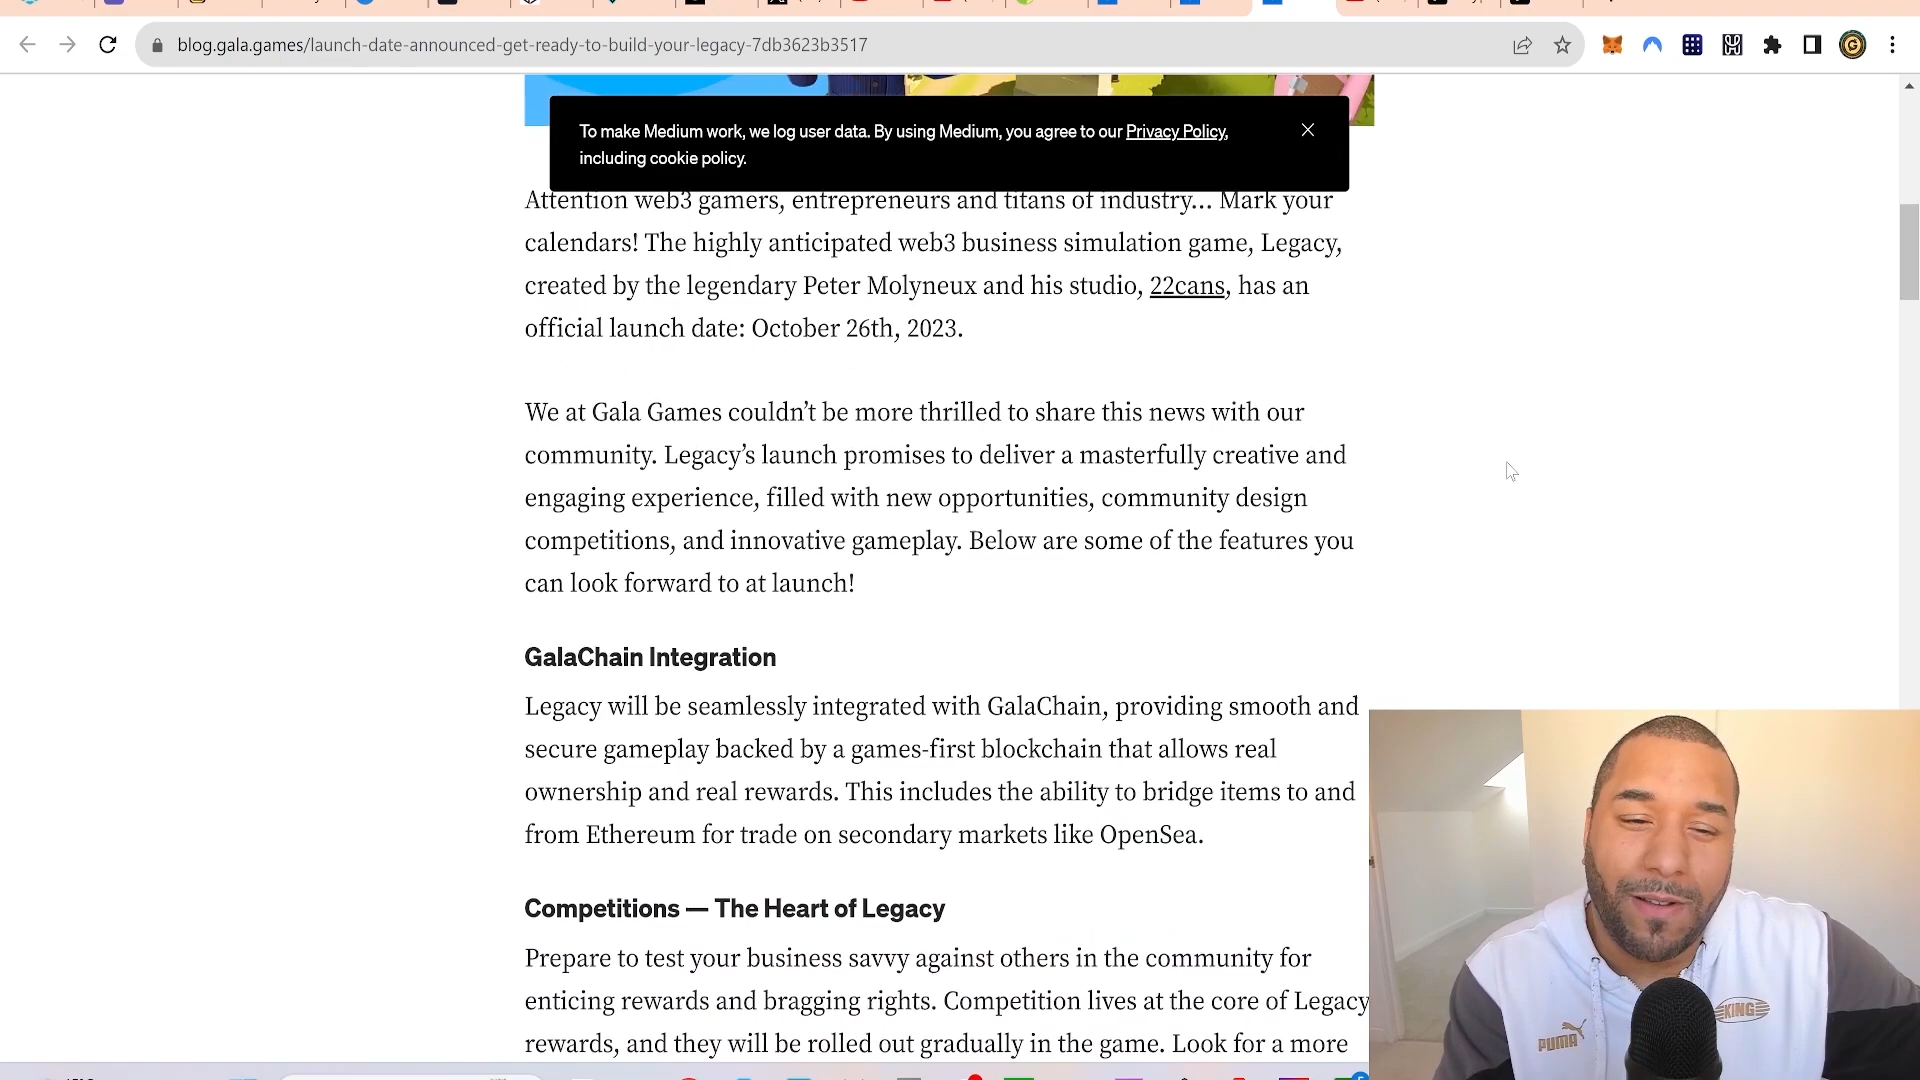 blog.gala.games/launch-date-announced-get-ready-to-build-your-legacy-7db3623b3517
To make Medium work, we log user data. By using Medium, you agree to our Privacy Policy,
including cookie policy.
Attention web3 gamers, entrepreneurs and titans of industry… Mark your
calendars! The highly anticipated web3 business simulation game, Legacy,
created by the legendary Peter Molyneux and his studio, 22cans, has an
official launch date: October 26th, 2023.
We at Gala Games couldn’t be more thrilled to share this news with our
community. Legacy’s launch promises to deliver a masterfully creative and
engaging experience, filled with new opportunities, community design
competitions, and innovative gameplay. Below are some of the features you
can look forward to at launch!
GalaChain Integration
Legacy will be seamlessly integrated with GalaChain, providing smooth and
secure gameplay backed by a games-first blockchain that allows real
ownership and real rewards. This includes the ability to bridge items to and
from Ethereum for trade on secondary markets like OpenSea.
Competitions — The Heart of Legacy
Prepare to test your business savvy against others in the community for
enticing rewards and bragging rights. Competition lives at the core of Legacy
rewards, and they will be rolled out gradually in the game. Look for a more
PUMA
KING